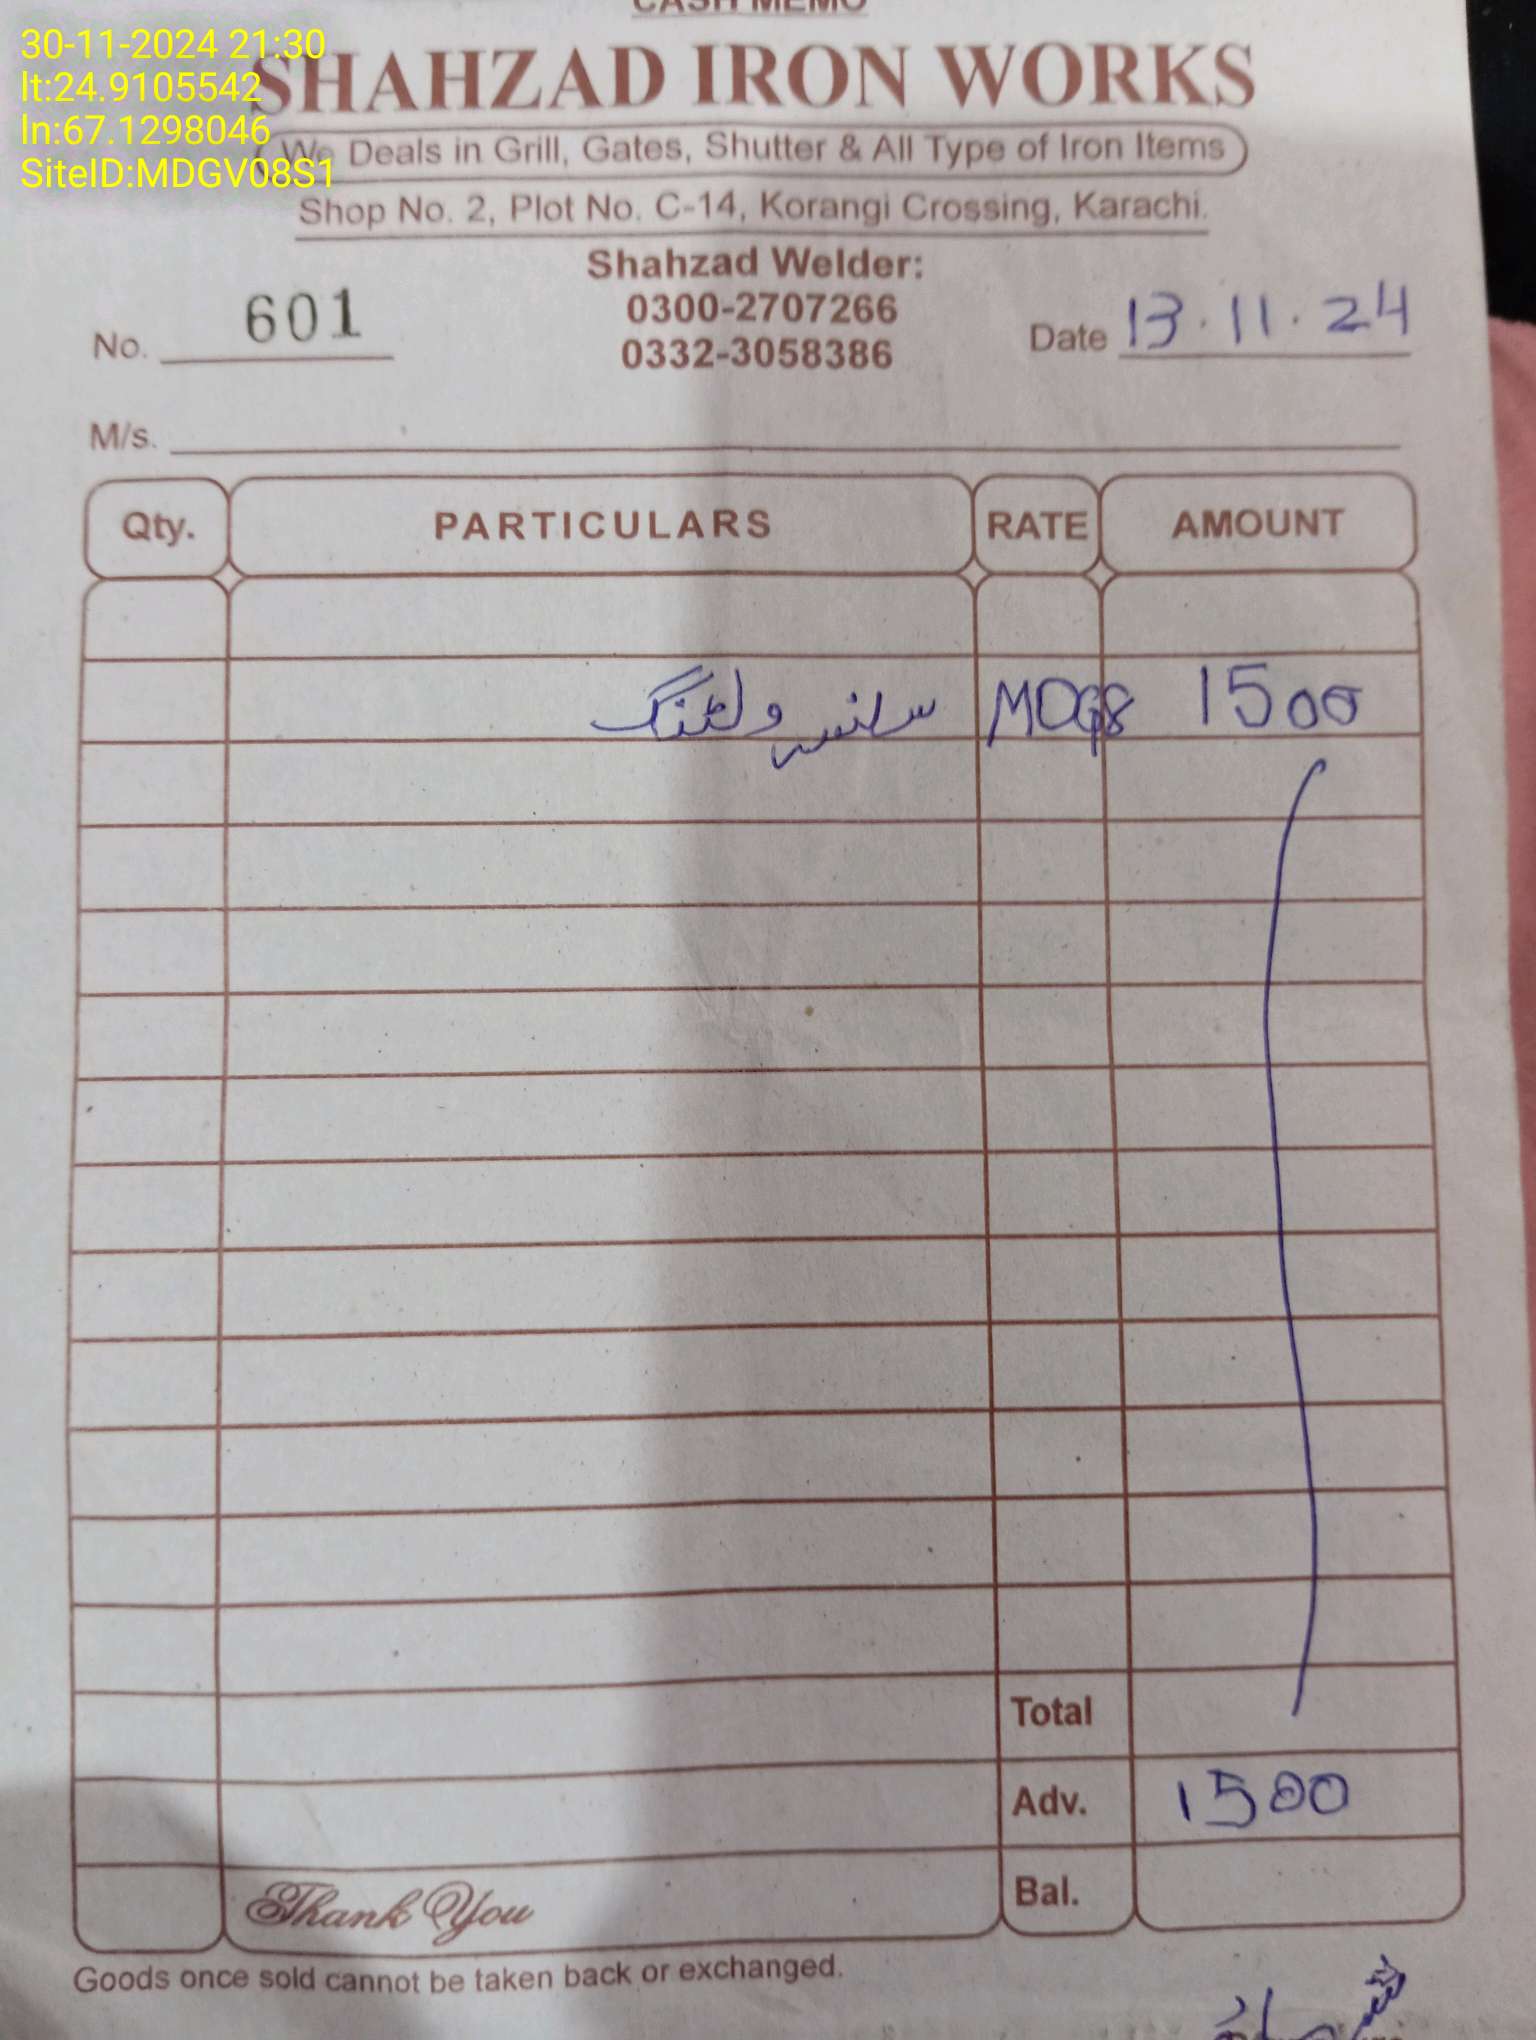 CASH MEMO
30-11-2024 21:30
lt:24.9105542
ln:67.1298046
SiteID:MDGV08S1
SHAHZAD IRON WORKS
We Deals in Grill, Gates, Shutter & All Type of Iron Items
Shop No. 2, Plot No. C-14, Korangi Crossing, Karachi.
Shahzad Welder:
0300-2707266
0332-3058386
No. 601
Date 13.11.24
M/s.
Qty. PARTICULARS RATE AMOUNT
ولڈنگ MDG8 1500
Total
Adv. 1500
Bal.
Thank You
Goods once sold cannot be taken back or exchanged.